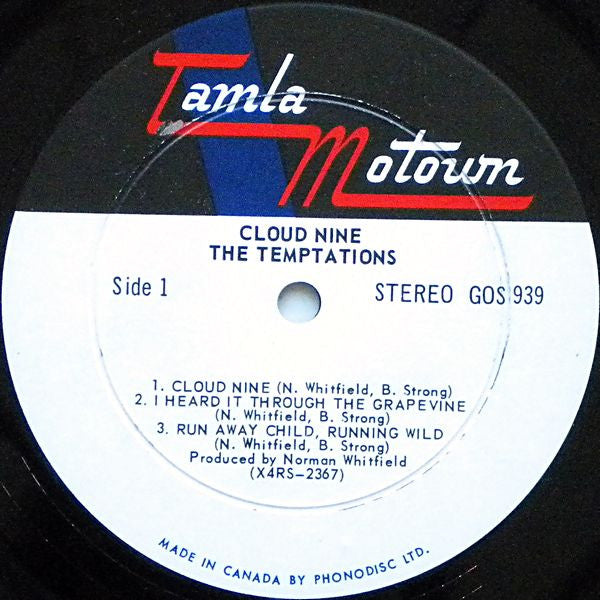 Tamla
Motown
CLOUD NINE
THE TEMPTATIONS
Side 1
STEREO GOS 939
1. CLOUD NINE (N. Whitfield, B. Strong)
2. I HEARD IT THROUGH THE GRAPEVINE
(N. Whitfield, B. Strong)
3. RUN AWAY CHILD, RUNNING WILD
(N. Whitfield, B. Strong)
Produced by Norman Whitfield
(X4RS-2367)
MADE IN CANADA BY PHONODISC LTD.